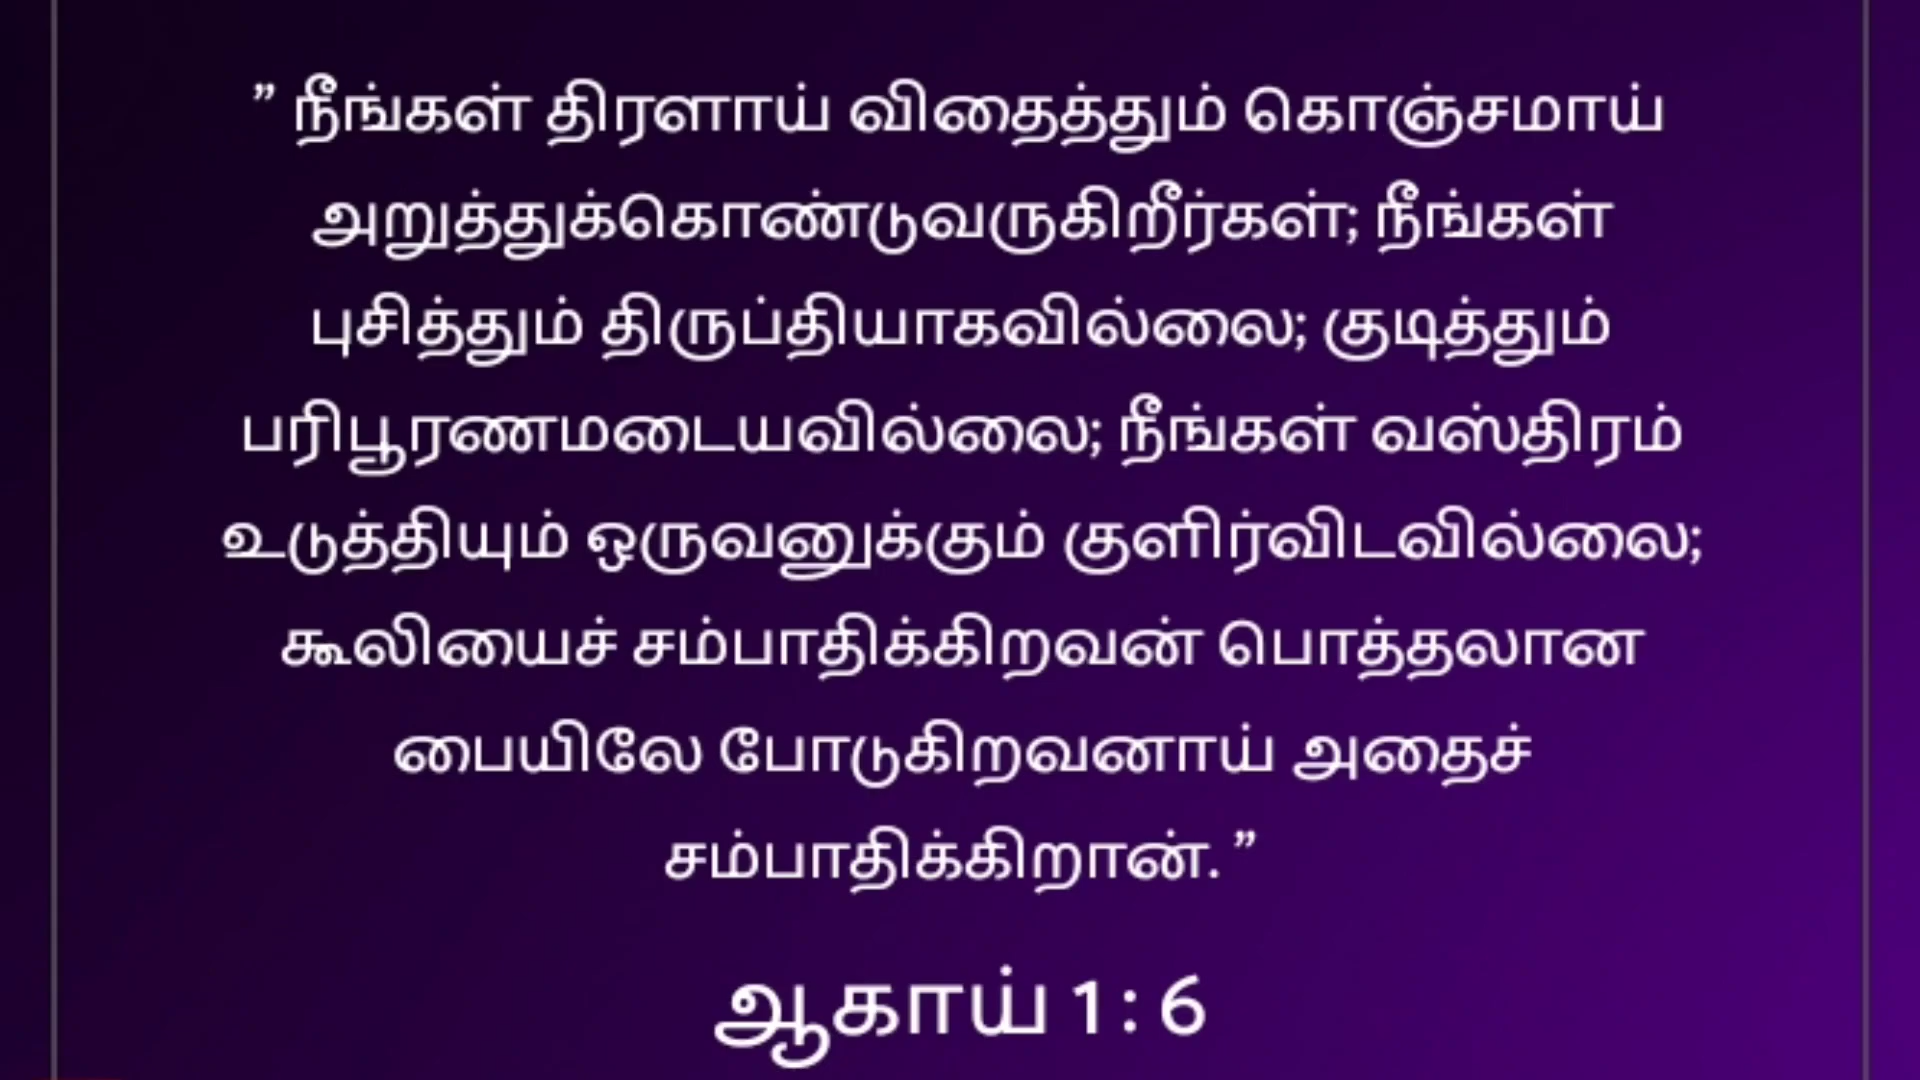 ” நீங்கள் திரளாய் விதைத்தும் கொஞ்சமாய்
அறுத்துக்கொண்டுவருகிறீர்கள்; நீங்கள்
புசித்தும் திருப்தியாகவில்லை; குடித்தும்
பரிபூரணமடையவில்லை; நீங்கள் வஸ்திரம்
உடுத்தியும் ஒருவனுக்கும் குளிர்விடவில்லை;
கூலியைச் சம்பாதிக்கிறவன் பொத்தலான
பையிலே போடுகிறவனாய் அதைச்
சம்பாதிக்கிறான். ”
ஆகாய் 1 : 6